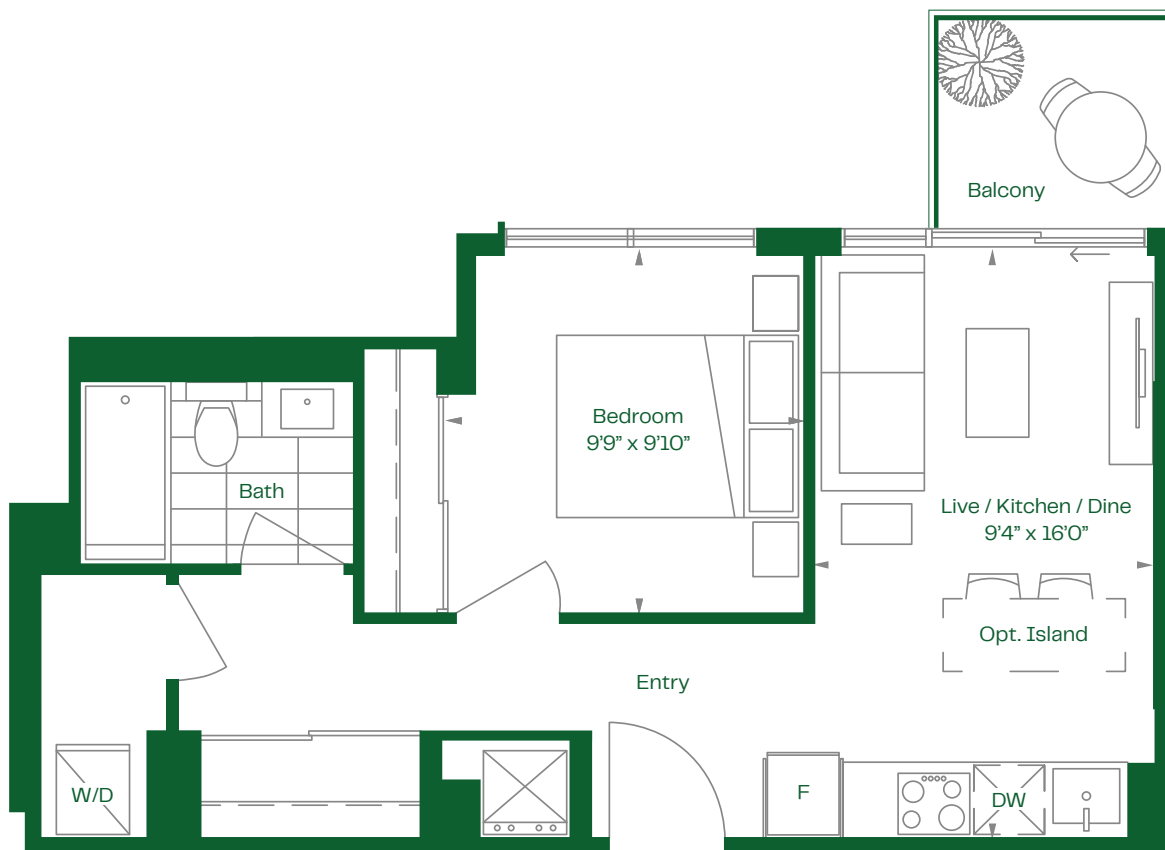 Balcony
Bedroom
9’9” x 9’10”
Bath
Live / Kitchen / Dine
9’4” x 16’0”
Opt. Island
Entry
W/D
F
DW